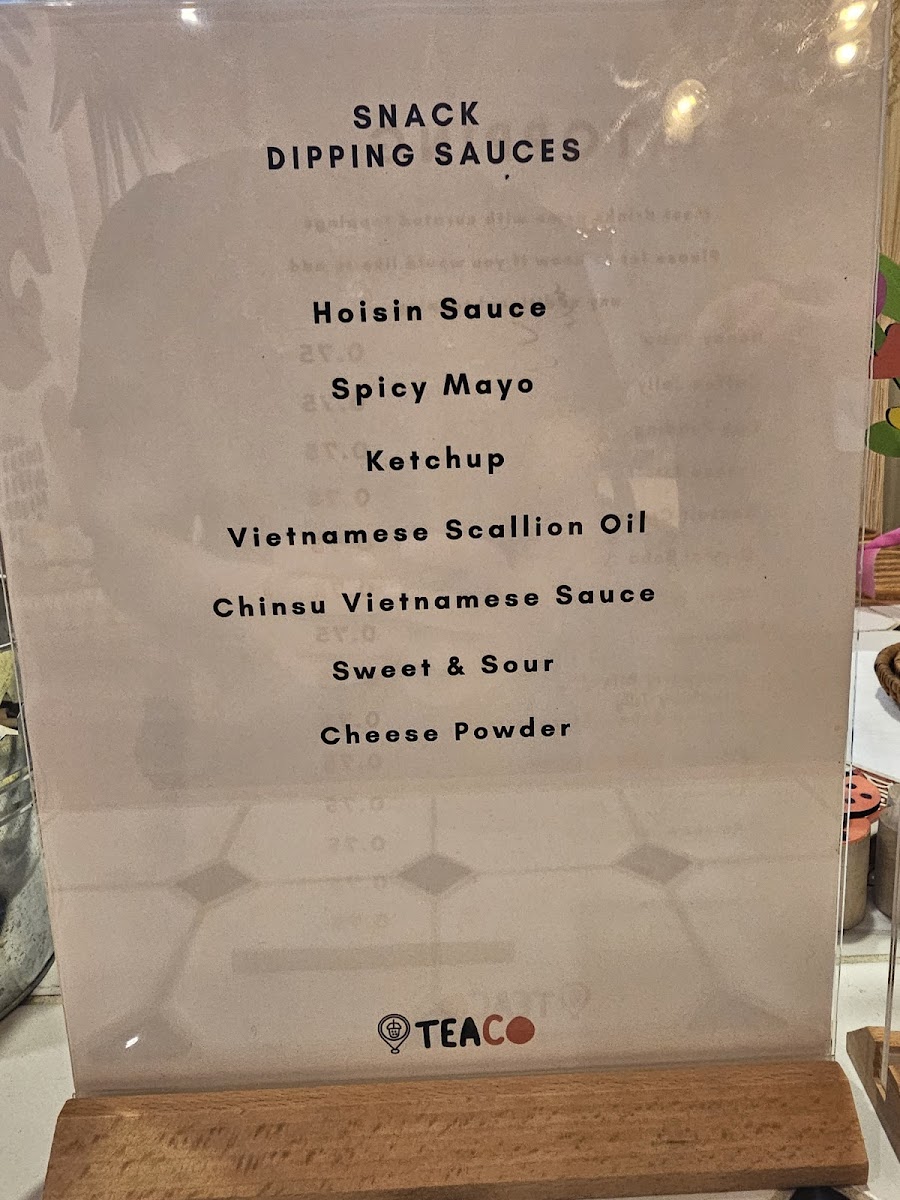 SNACK
DIPPING SAUCES
Hoisin Sauce
Spicy Mayo
Ketchup
Vietnamese Scallion Oil
Chinsu Vietnamese Sauce
Sweet & Sour
Cheese Powder
TEACO